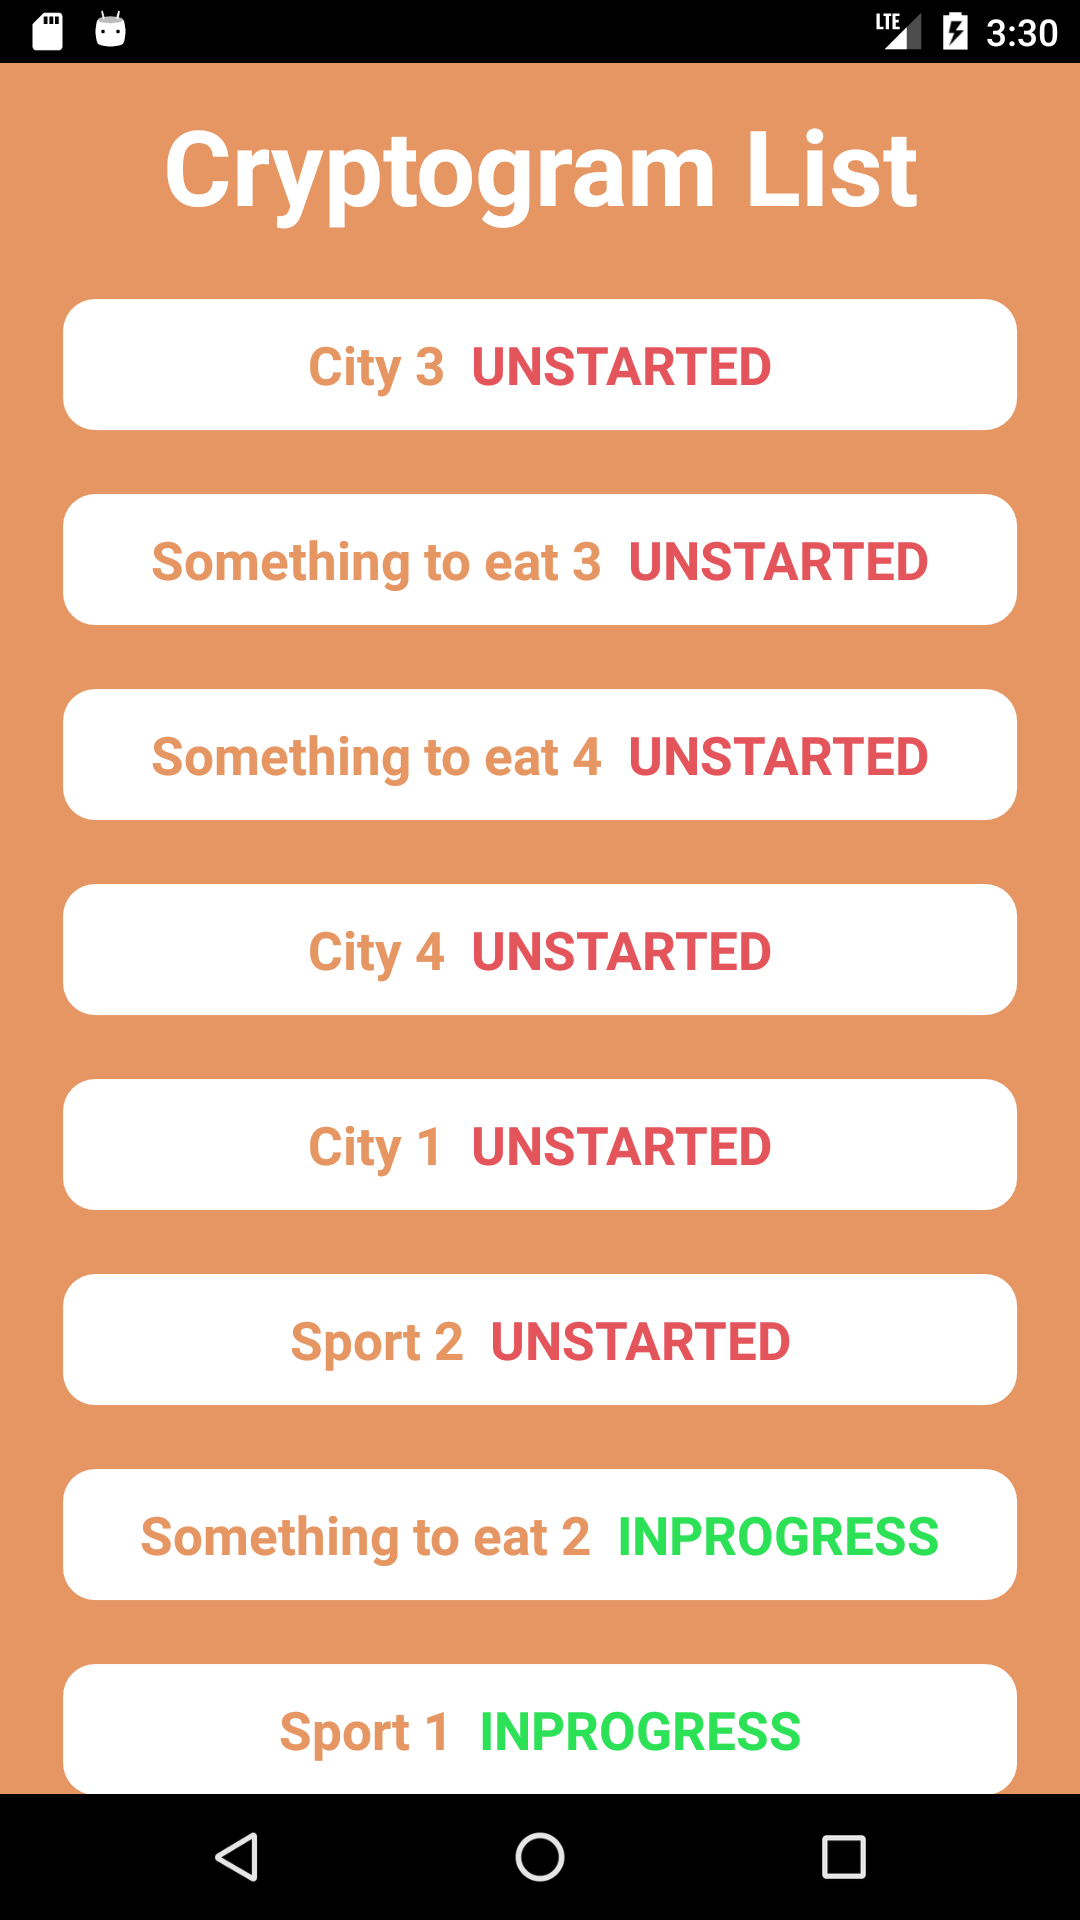 LTE 3:30
Cryptogram List
City 3 UNSTARTED
Something to eat 3 UNSTARTED
Something to eat 4 UNSTARTED
City 4 UNSTARTED
City 1 UNSTARTED
Sport 2 UNSTARTED
Something to eat 2 INPROGRESS
Sport 1 INPROGRESS